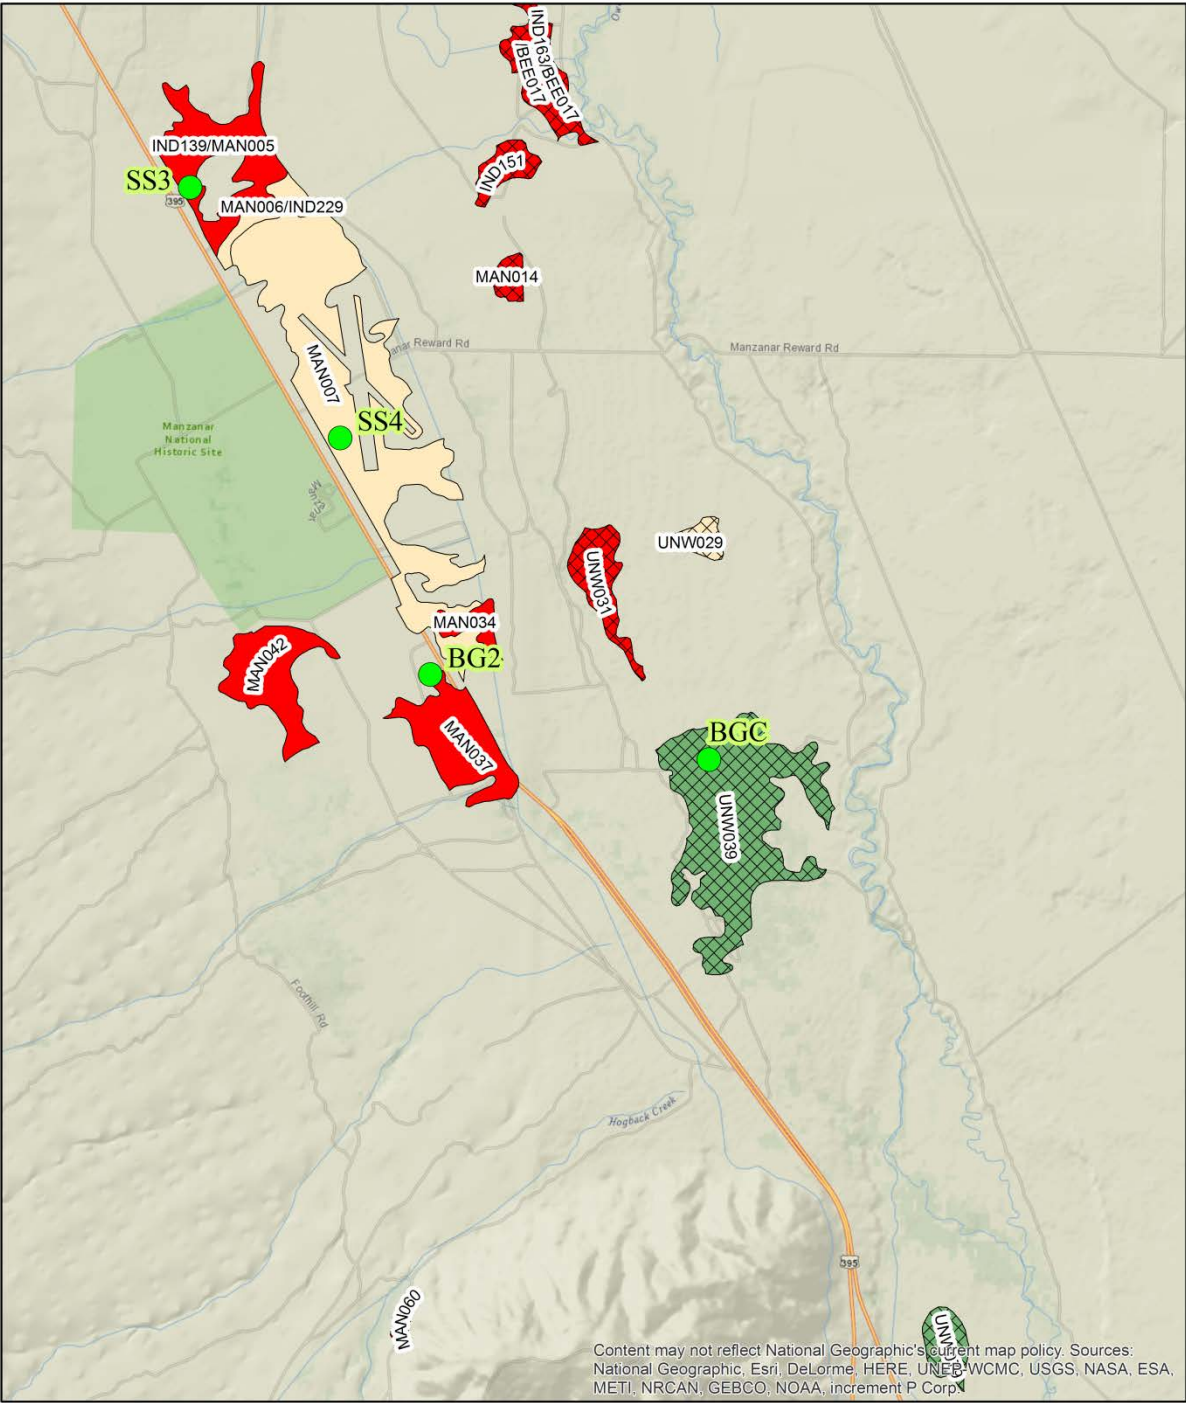 Ow
IND163/BEE017
/BEE017
IND139/MAN005
IND151
SS3
395
MAN006/IND229
MAN014
anar Reward Rd
Manzanar Reward Rd
MAN007
SS4
Manzanar
National
Historic Site
Manzanar
UNW029
UNW031
MAN034
MAN042
BG2
BGC
MAN037
UNW039
Foothill Rd
Hogback Creek
395
MAN060
Content may not reflect National Geographic's current map policy. Sources:
National Geographic, Esri, DeLorme, HERE, UNEP-WCMC, USGS, NASA, ESA,
METI, NRCAN, GEBCO, NOAA, increment P Corp.